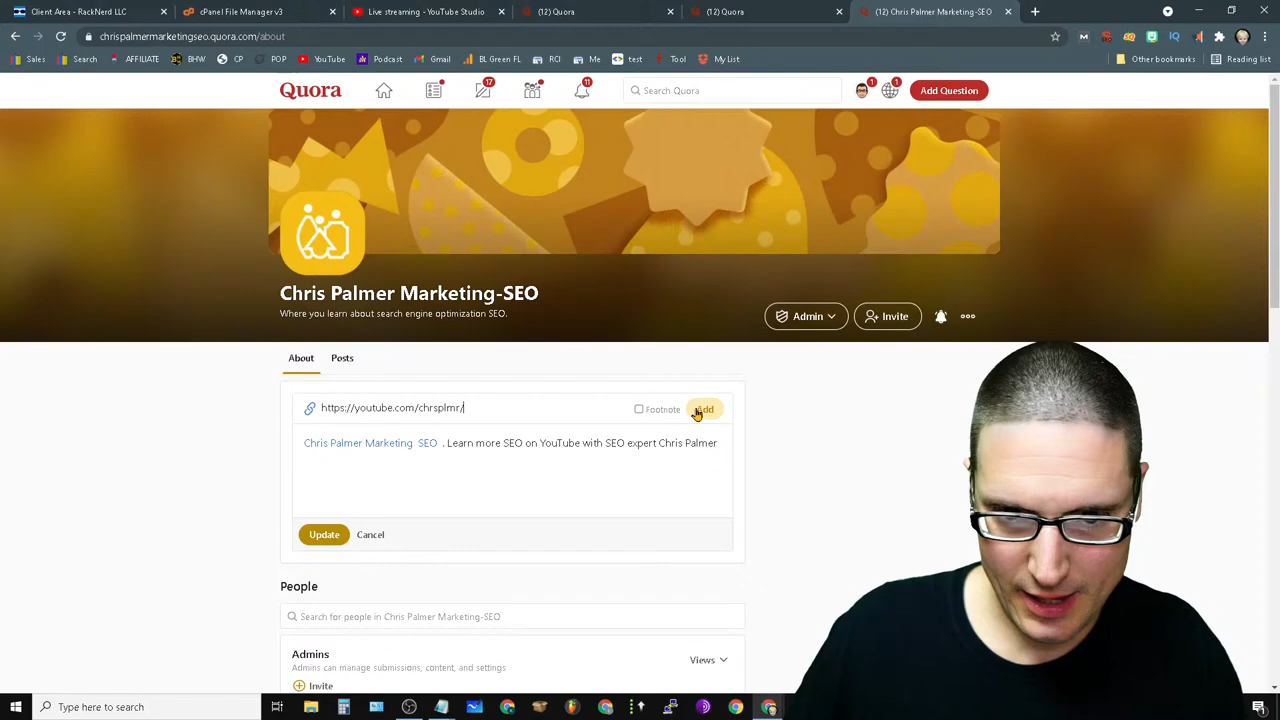 Client Area - RackNerd LLC
cPanel File Manager v3
Live streaming - YouTube Studio
(12) Quora
(12) Quora
(12) Chris Palmer Marketing-SEO
chrispalmermarketingseo.quora.com/about
Sales
Search
AFFILIATE
BHW
CP
POP
YouTube
Podcast
Gmail
BL Green FL
RCI
Me
test
Tool
My List
Other bookmarks
Reading list
Quora
17
11
Search Quora
1
1
Add Question
Chris Palmer Marketing-SEO
Where you learn about search engine optimization SEO.
Admin
Invite
About
Posts
https://youtube.com/chrsplmr/
Footnote
Add
Chris Palmer Marketing SEO . Learn more SEO on YouTube with SEO expert Chris Palmer
Update
Cancel
People
Search for people in Chris Palmer Marketing-SEO
Admins
Views
Admins can manage submissions, content, and settings
Invite
Type here to search